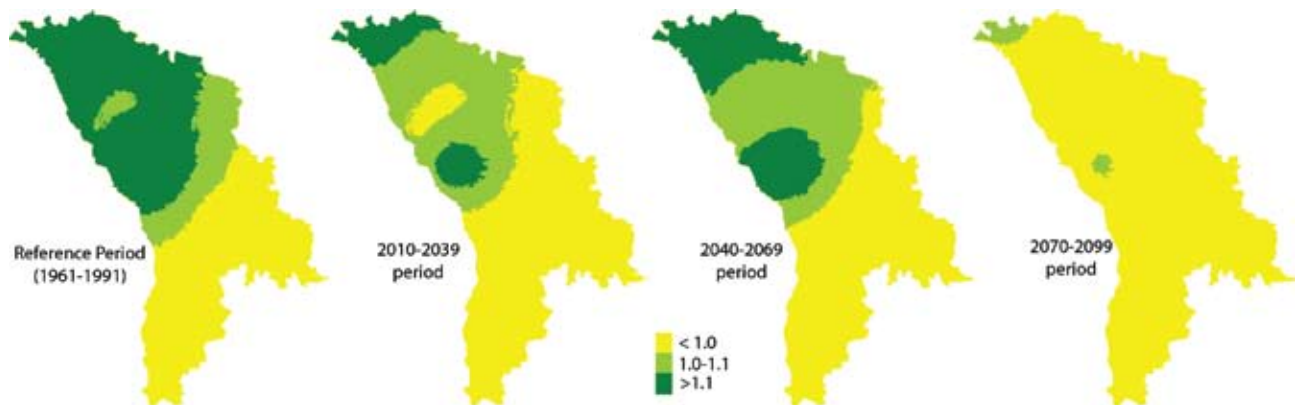 Reference Period
(1961-1991)
2010-2039
period
2040-2069
period
2070-2099
period
< 1.0
1.0-1.1
>1.1